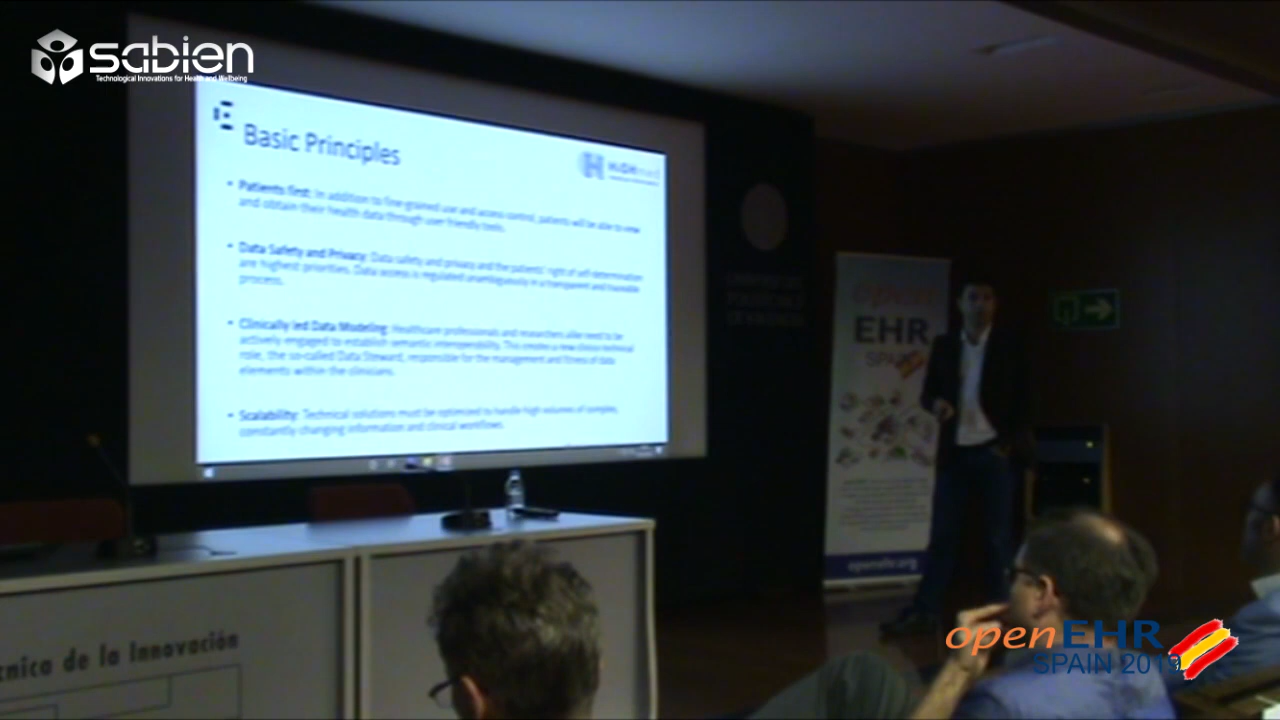 sabien
Technological Innovations for Health and Wellbeing
Basic Principles
HiGHmed
• Patients first: In addition to fine grained use and access control, patients will be able to view
and obtain their health data through user friendly tools.
• Data Safety and Privacy: Data safety and privacy and the patients' right of self-determination
are highest priorities. Data access is regulated unambiguously in a transparent and traceable
process.
• Clinically led Data Modeling: Healthcare professionals and researchers alike need to be
actively engaged to establish semantic interoperability. This creates a new clinico-technical
role, the so-called Data Steward, responsible for the management and fitness of data
elements within the clinicians.
• Scalability: Technical solutions must be optimized to handle high volumes of complex,
constantly changing information and clinical workflows.
open
EHR
SPAIN
openehr.org
cnica de la Innovación
openEHR
SPAIN 201